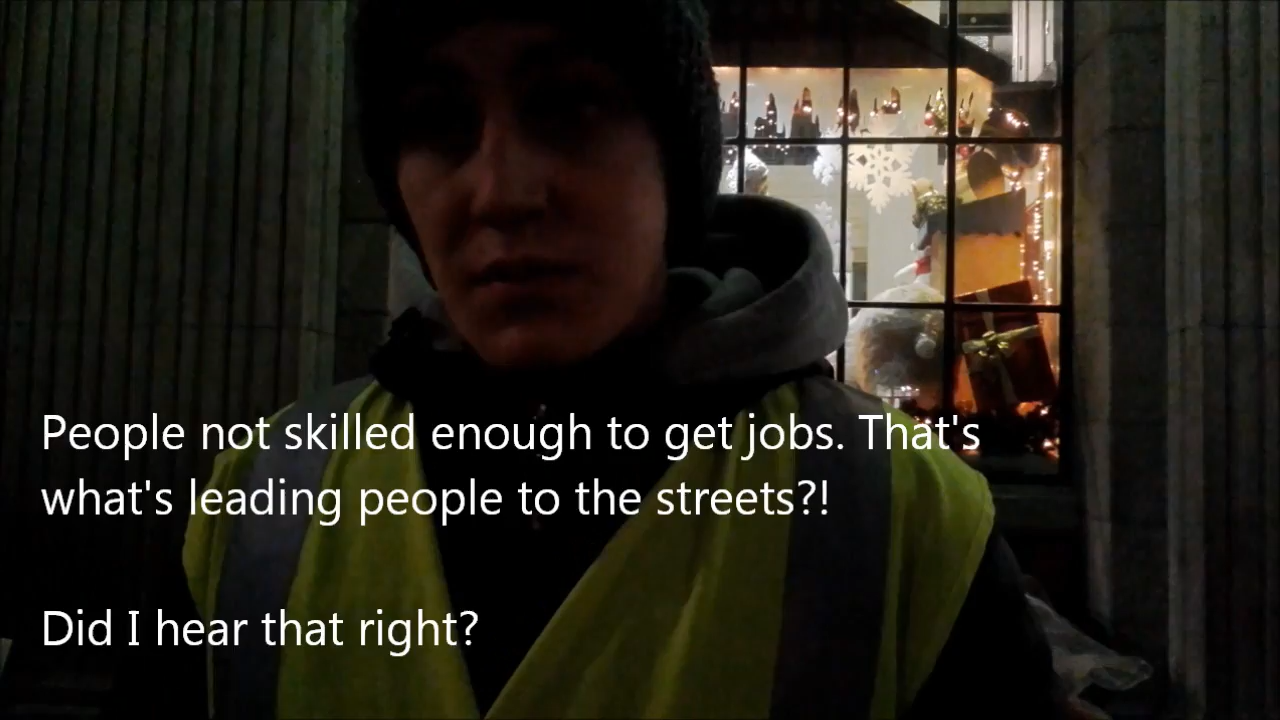 People not skilled enough to get jobs. That's
what's leading people to the streets?!
Did I hear that right?